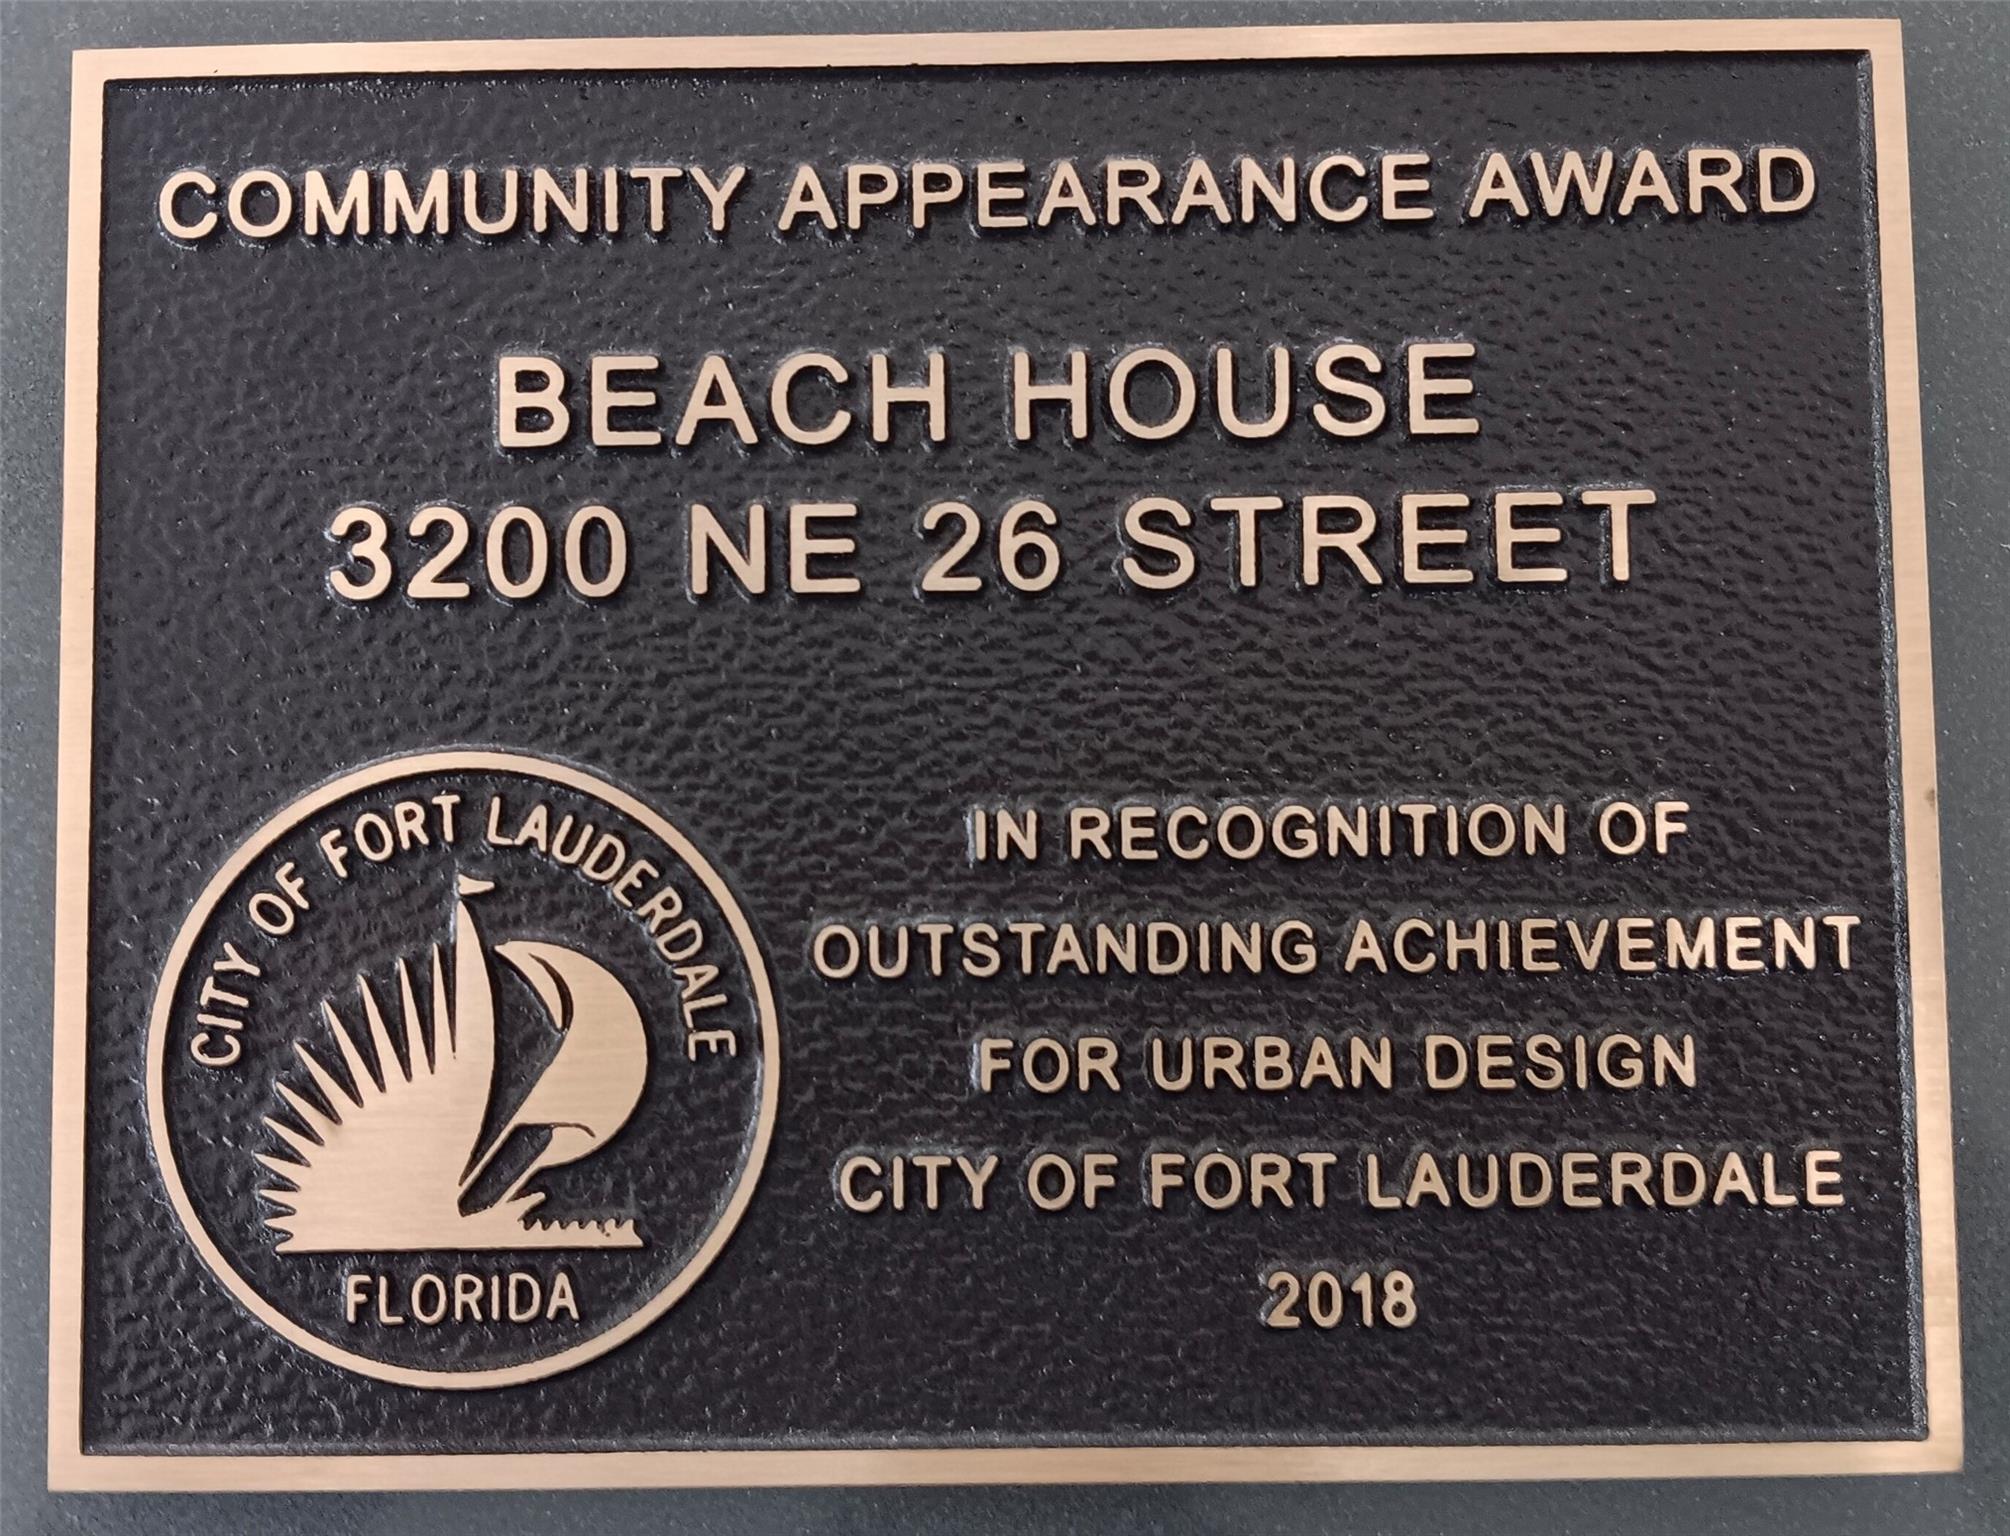 COMMUNITY APPEARANCE AWARD
BEACH HOUSE
3200 NE 26 STREET
CITY OF FORT LAUDERDALE
FLORIDA
IN RECOGNITION OF
OUTSTANDING ACHIEVEMENT
FOR URBAN DESIGN
CITY OF FORT LAUDERDALE
2018